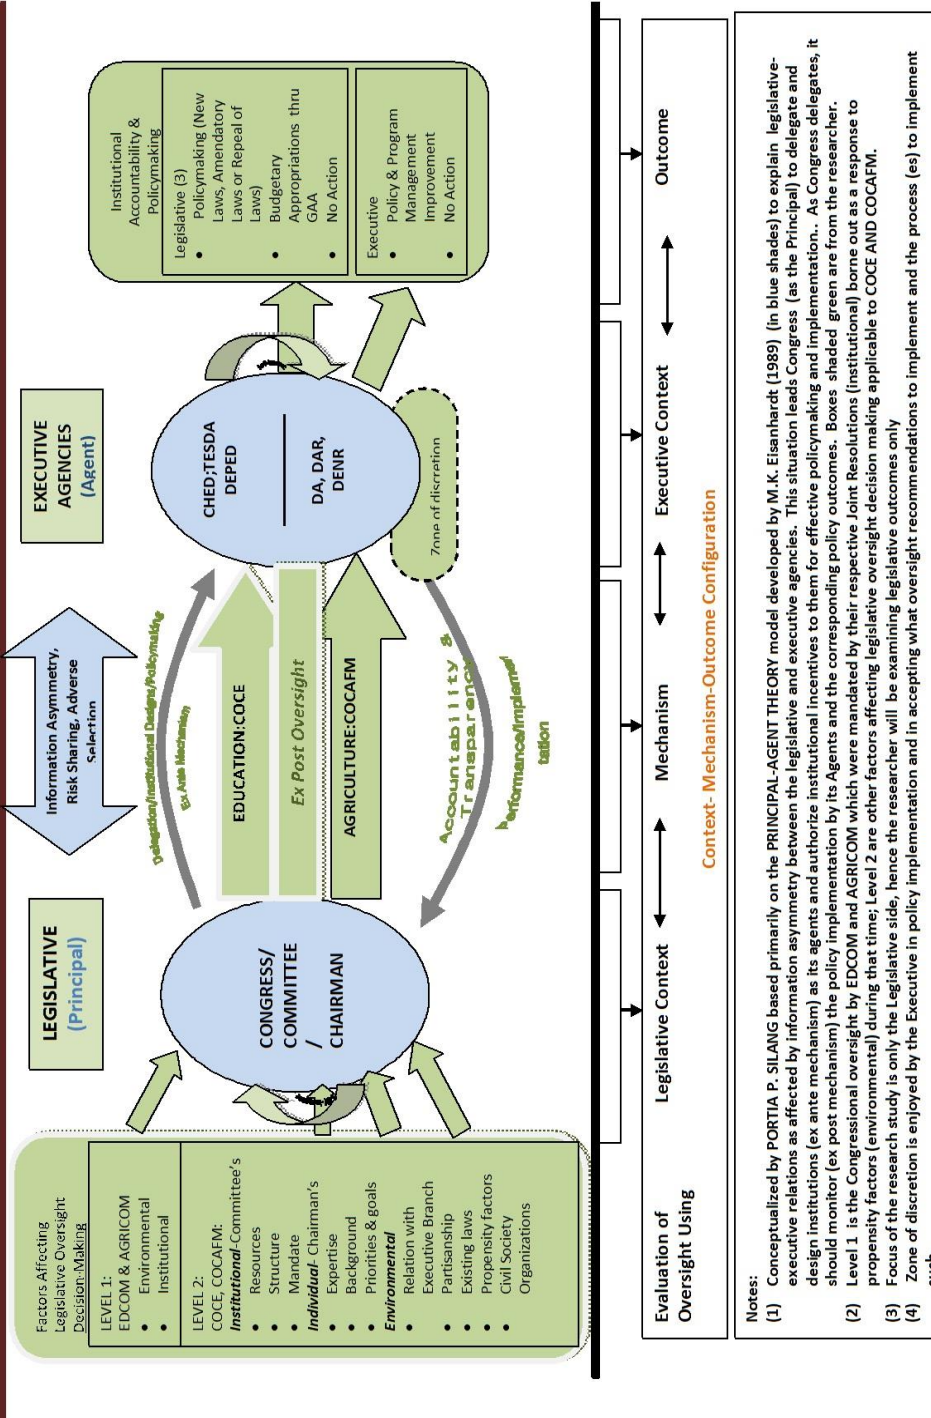 Factors Affecting
Legislative Oversight
Decision-Making
LEVEL 1:
EDCOM & AGRICOM
• Environmental
• Institutional
LEVEL 2:
COCE, COCAFM:
Institutional-Committee's
• Resources
• Structure
• Mandate
Individual- Chairman's
• Expertise
• Background
• Priorities & goals
Environmental
• Relation with
Executive Branch
• Partisanship
• Existing laws
• Propensity factors
• Civil Society
Organizations
LEGISLATIVE
(Principal)
CONGRESS/
COMMITTEE
/
CHAIRMAN
Information Asymmetry,
Risk Sharing, Adverse
Selection
Delegation/Institutional Designs/Policymaking
Ex Ante Mechanism
EDUCATION:COCE
Ex Post Oversight
AGRICULTURE:COCAFM
Accountability &
Transparency
Performance/Implemen
tation
EXECUTIVE
AGENCIES
(Agent)
CHED;TESDA
DEPED
DA, DAR,
DENR
Zone of discretion
Institutional
Accountability &
Policymaking
Legislative (3)
• Policymaking (New
Laws, Amendatory
Laws or Repeal of
Laws)
• Budgetary
Appropriations thru
GAA
• No Action
Executive
• Policy & Program
Management
Improvement
• No Action
Evaluation of
Oversight Using
Legislative Context
Mechanism
Executive Context
Outcome
Context- Mechanism-Outcome Configuration
Notes:
(1) Conceptualized by PORTIA P. SILANG based primarily on the PRINCIPAL-AGENT THEORY model developed by M.K. Eisanhardt (1989) (in blue shades) to explain legislative-
executive relations as affected by information asymmetry between the legislative and executive agencies. This situation leads Congress (as the Principal) to delegate and
design institutions (ex ante mechanism) as its agents and authorize institutional incentives to them for effective policymaking and implementation.. As Congress delegates, it
should monitor (ex post mechanism) the policy implementation by its Agents and the corresponding policy outcomes. Boxes shaded green are from the researcher.
(2) Level 1 is the Congressional oversight by EDCOM and AGRICOM which were mandated by their respective Joint Resolutions (institutional) borne out as a response to
propensity factors (environmental) during that time; Level 2 are other factors affecting legislative oversight decision making applicable to COCE AND COCAFM.
(3) Focus of the research study is only the Legislative side, hence the researcher will be examining legislative outcomes only
(4) Zone of discretion is enjoyed by the Executive in policy implementation and in accepting what oversight recommendations to implement and the process (es) to implement
such